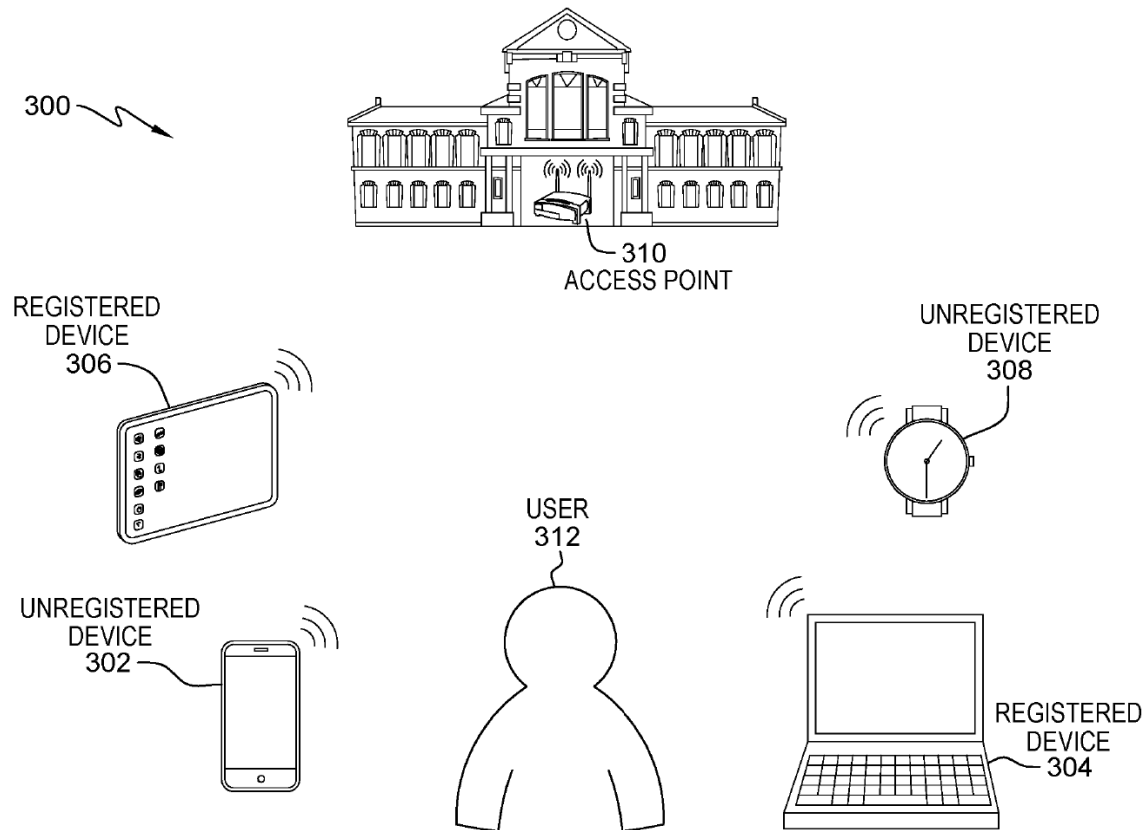 300
310
ACCESS POINT
REGISTERED
DEVICE
306
UNREGISTERED
DEVICE
308
USER
312
UNREGISTERED
DEVICE
302
REGISTERED
DEVICE
304